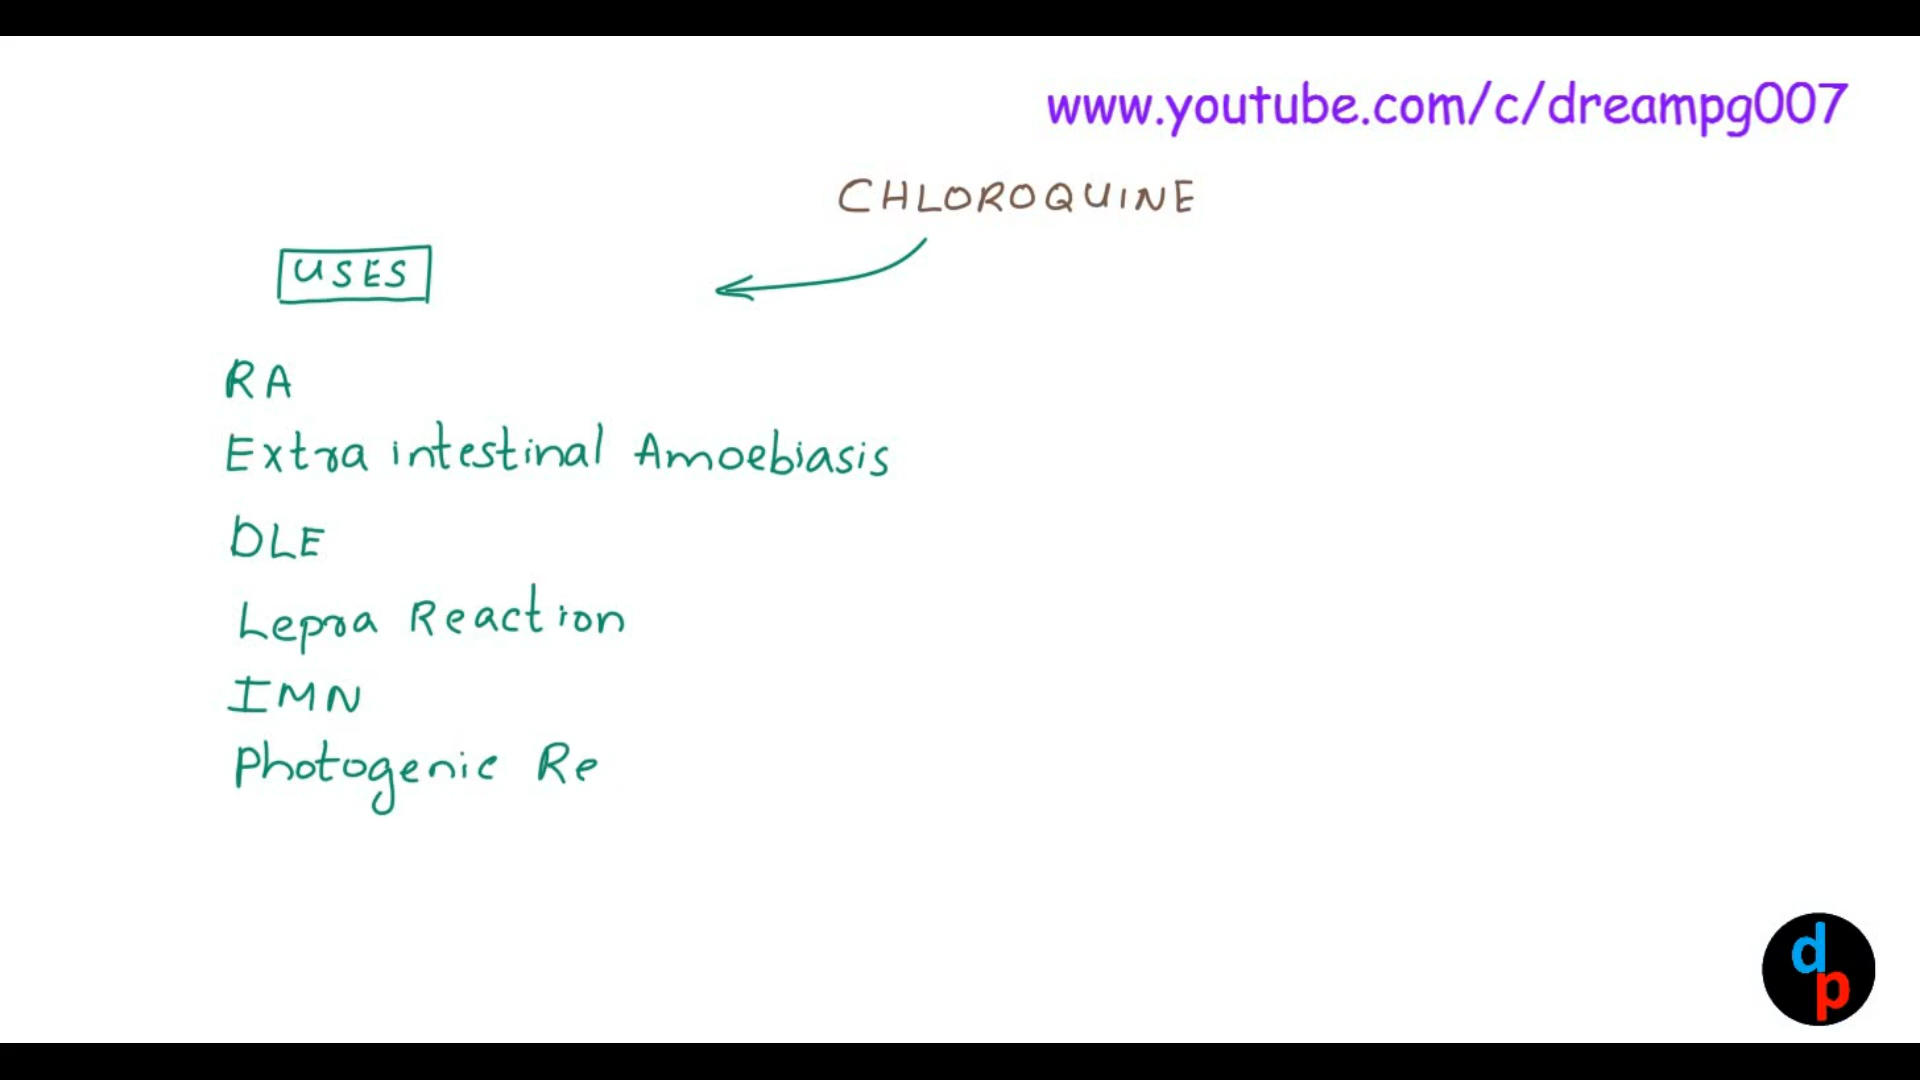 www.youtube.com/c/dreampg007
CHLOROQUINE
USES
RA
Extra intestinal Amoebiasis
DLE
Lepra Reaction
IMN
Photogenic Re
dp